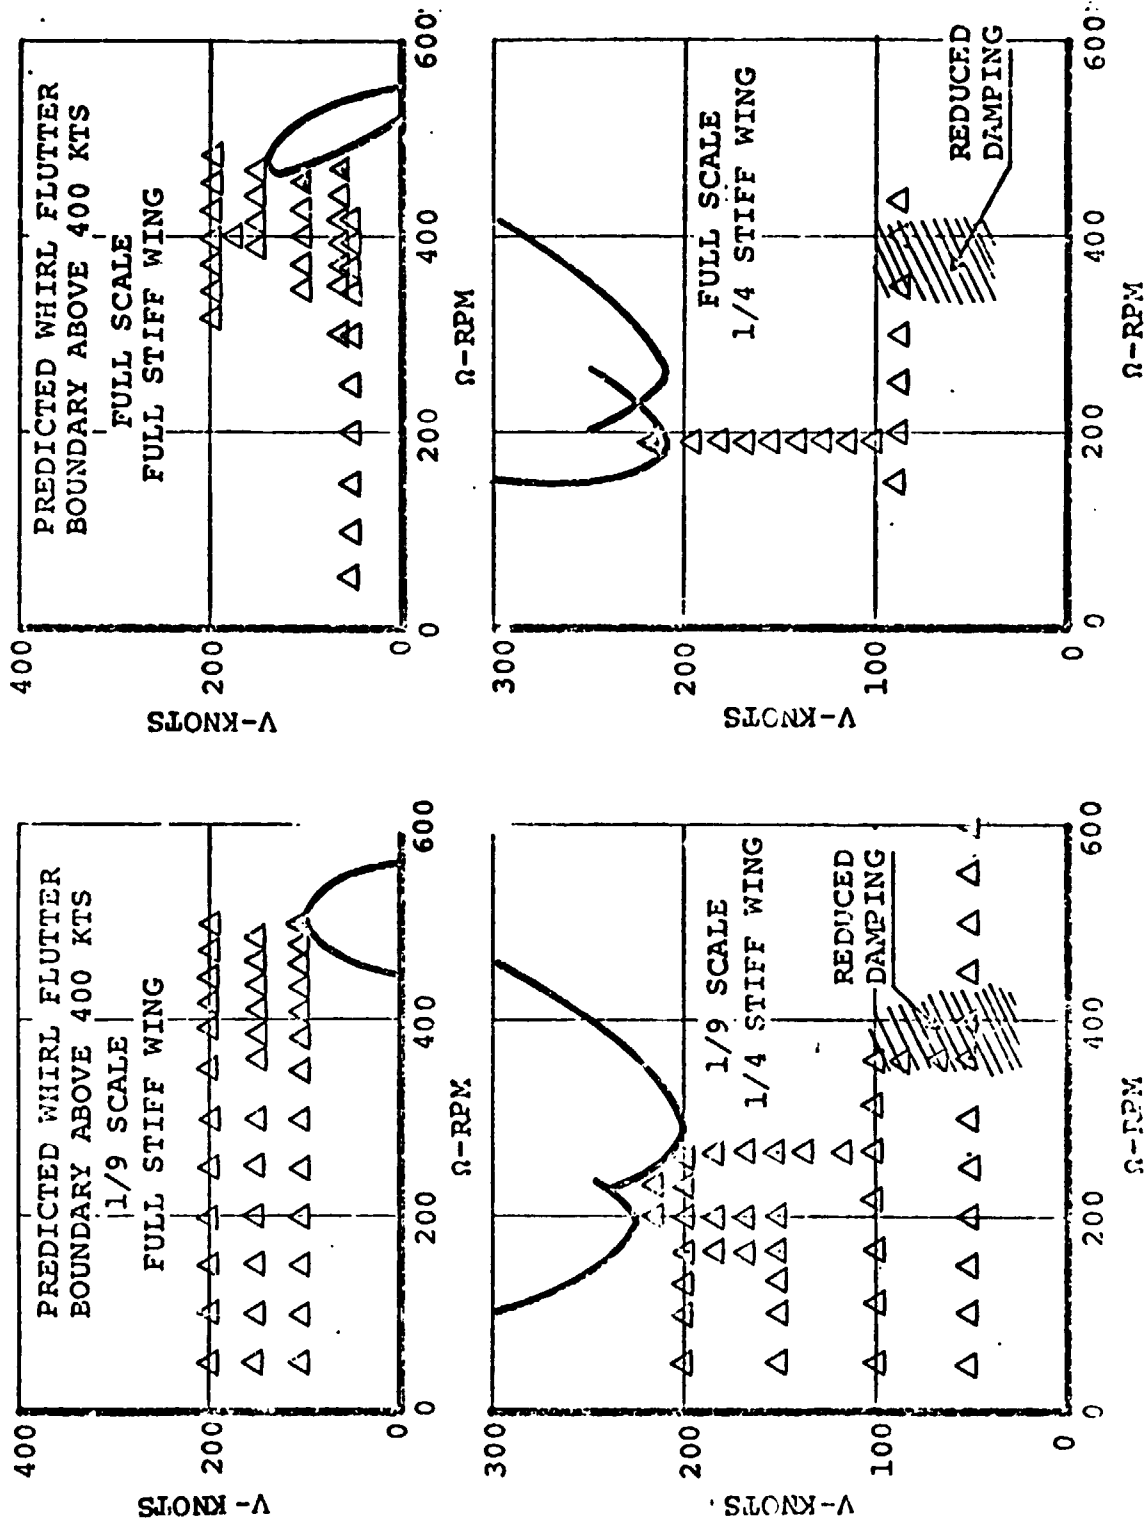 400
200
0
V-KNOTS
PREDICTED WHIRL FLUTTER
BOUNDARY ABOVE 400 KTS
1/9 SCALE
FULL STIFF WING
0
200
400
600
Ω-RPM
400
200
0
V-KNOTS
PREDICTED WHIRL FLUTTER
BOUNDARY ABOVE 400 KTS
FULL SCALE
FULL STIFF WING
0
200
400
600
Ω-RPM
300
200
100
0
V-KNOTS
1/9 SCALE
1/4 STIFF WING
REDUCED
DAMPING
0
200
400
600
Ω-RPM
300
200
100
0
V-KNOTS
FULL SCALE
1/4 STIFF WING
REDUCED
DAMPING
0
200
400
600
Ω-RPM